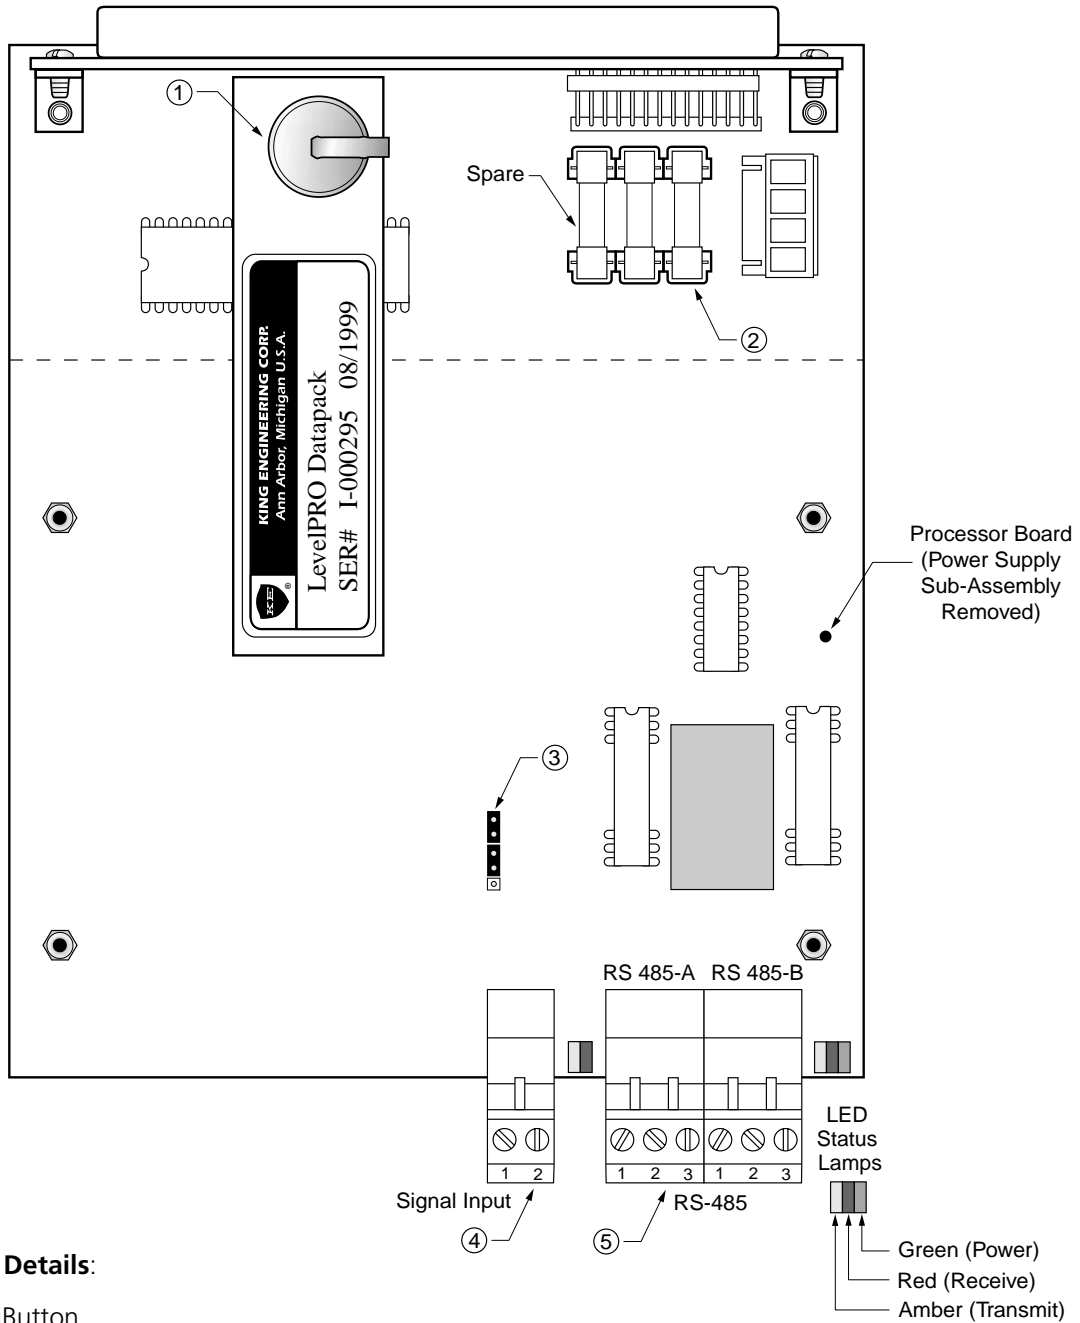 1
Spare
2
KING ENGINEERING CORP.
Ann Arbor, Michigan U.S.A.
LevelPRO Datapack
SER# I-000295 08/1999
KE
®
Processor Board
(Power Supply
Sub-Assembly
Removed)
3
RS 485-A RS 485-B
1 2
1 2 3 1 2 3
Signal Input
4
RS-485
5
LED
Status
Lamps
Green (Power)
Red (Receive)
Amber (Transmit)
Details:
Button